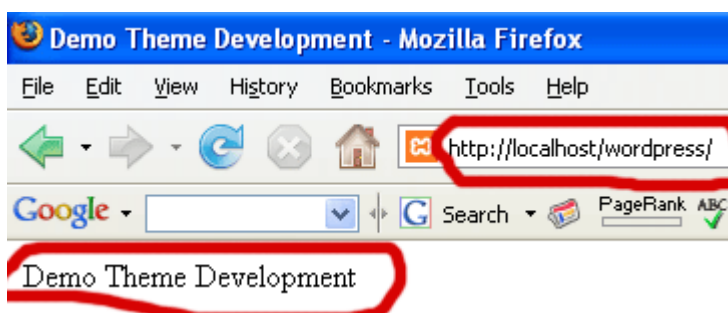 Demo Theme Development - Mozilla Firefox
File Edit View History Bookmarks Tools Help
http://localhost/wordpress/
Google Search PageRank ABC
Demo Theme Development